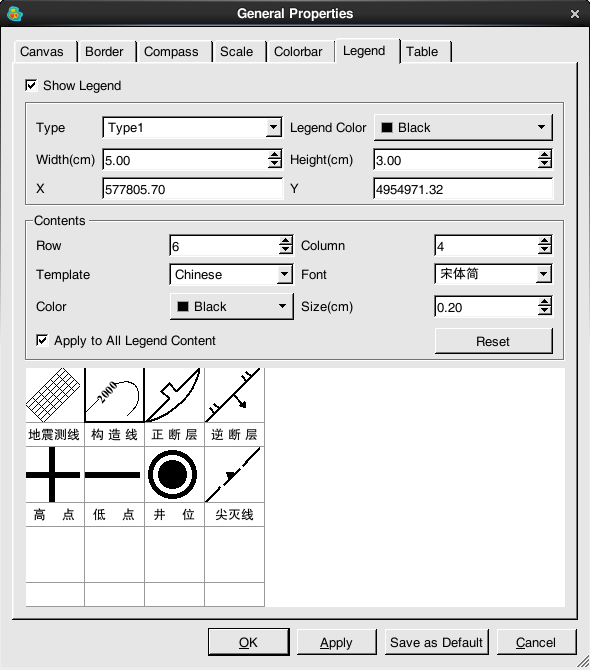 General Properties
Canvas Border Compass Scale Colorbar Legend Table
Show Legend
Type Type1 Legend Color Black
Width(cm) 5.00 Height(cm) 3.00
X 577805.70 Y 4954971.32
Contents
Row 6 Column 4
Template Chinese Font 宋体简
Color Black Size(cm) 0.20
Apply to All Legend Content Reset
2000
地震测线 构造线 正断层 逆断层
高点 低点 井位 尖灭线
OK Apply Save as Default Cancel